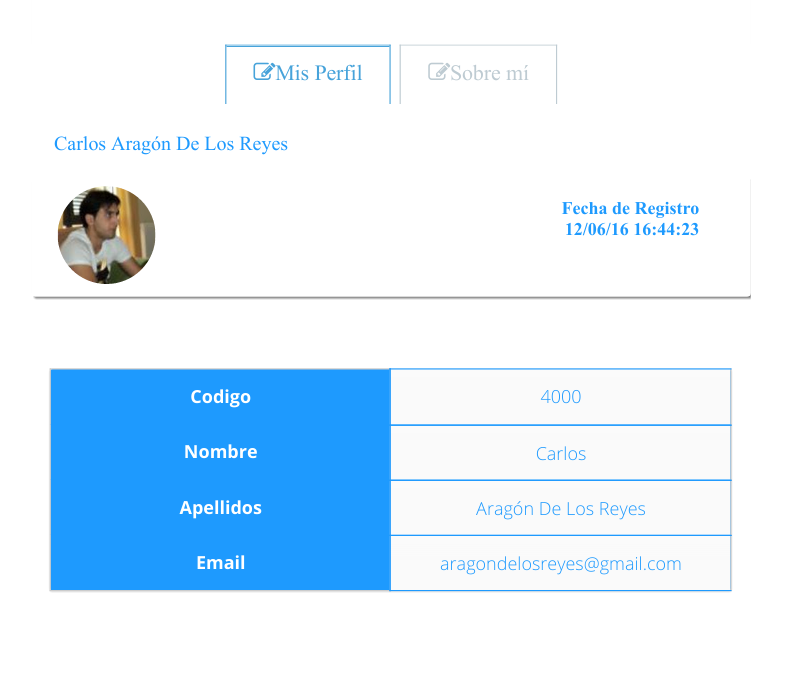 Mis Perfil
Sobre mí
Carlos Aragón De Los Reyes
Fecha de Registro
12/06/16 16:44:23
Codigo 4000
Nombre Carlos
Apellidos Aragón De Los Reyes
Email aragondelosreyes@gmail.com